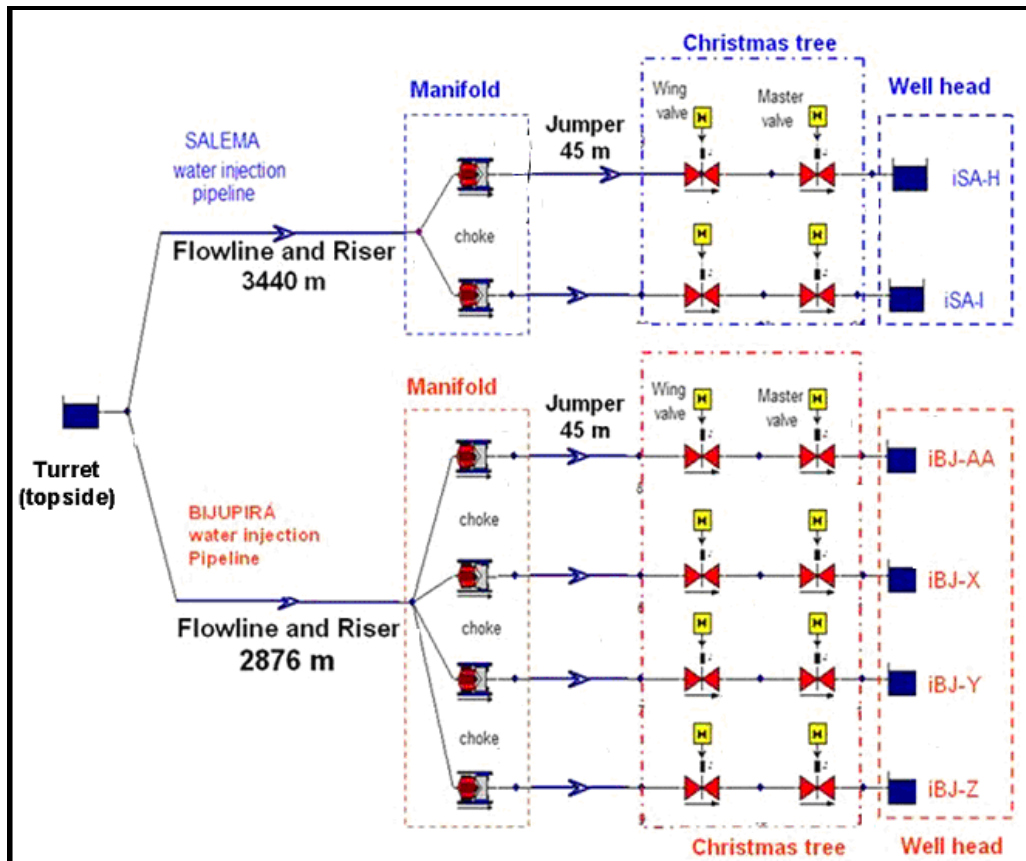 Christmas tree
Manifold
Wing
valve
Master
valve
Well head
SALEMA
water injection
pipeline
Jumper
45 m
H
H
iSA-H
Flowline and Riser
3440 m
choke
H
H
iSA-I
Turret
(topside)
Manifold
Jumper
45 m
Wing
valve
Master
valve
H
H
iBJ-AA
BIJUPIRÁ
water injection
Pipeline
choke
H
H
iBJ-X
Flowline and Riser
2876 m
choke
H
H
iBJ-Y
choke
H
H
iBJ-Z
Christmas tree
Well head